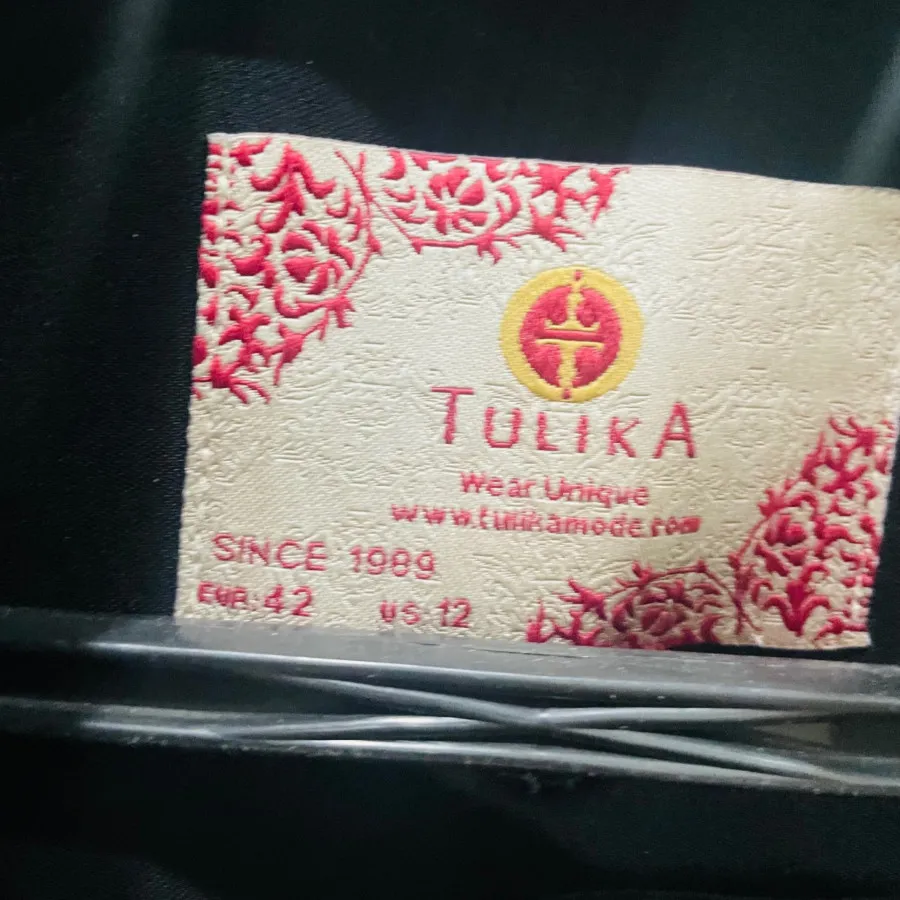 TULIKA
Wear Unique
www.tulikamode.com
SINCE 1989
EUR: 42 US 12